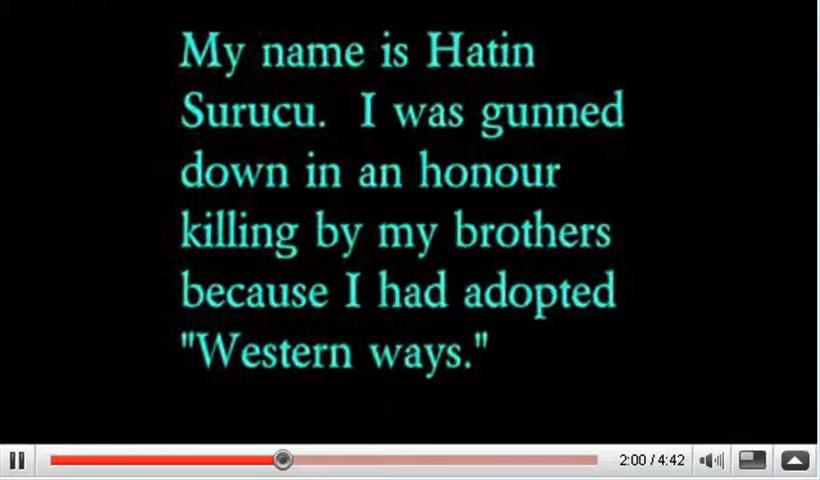 My name is Hatin
Surucu. I was gunned
down in an honour
killing by my brothers
because I had adopted
"Western ways."
2:00 / 4:42